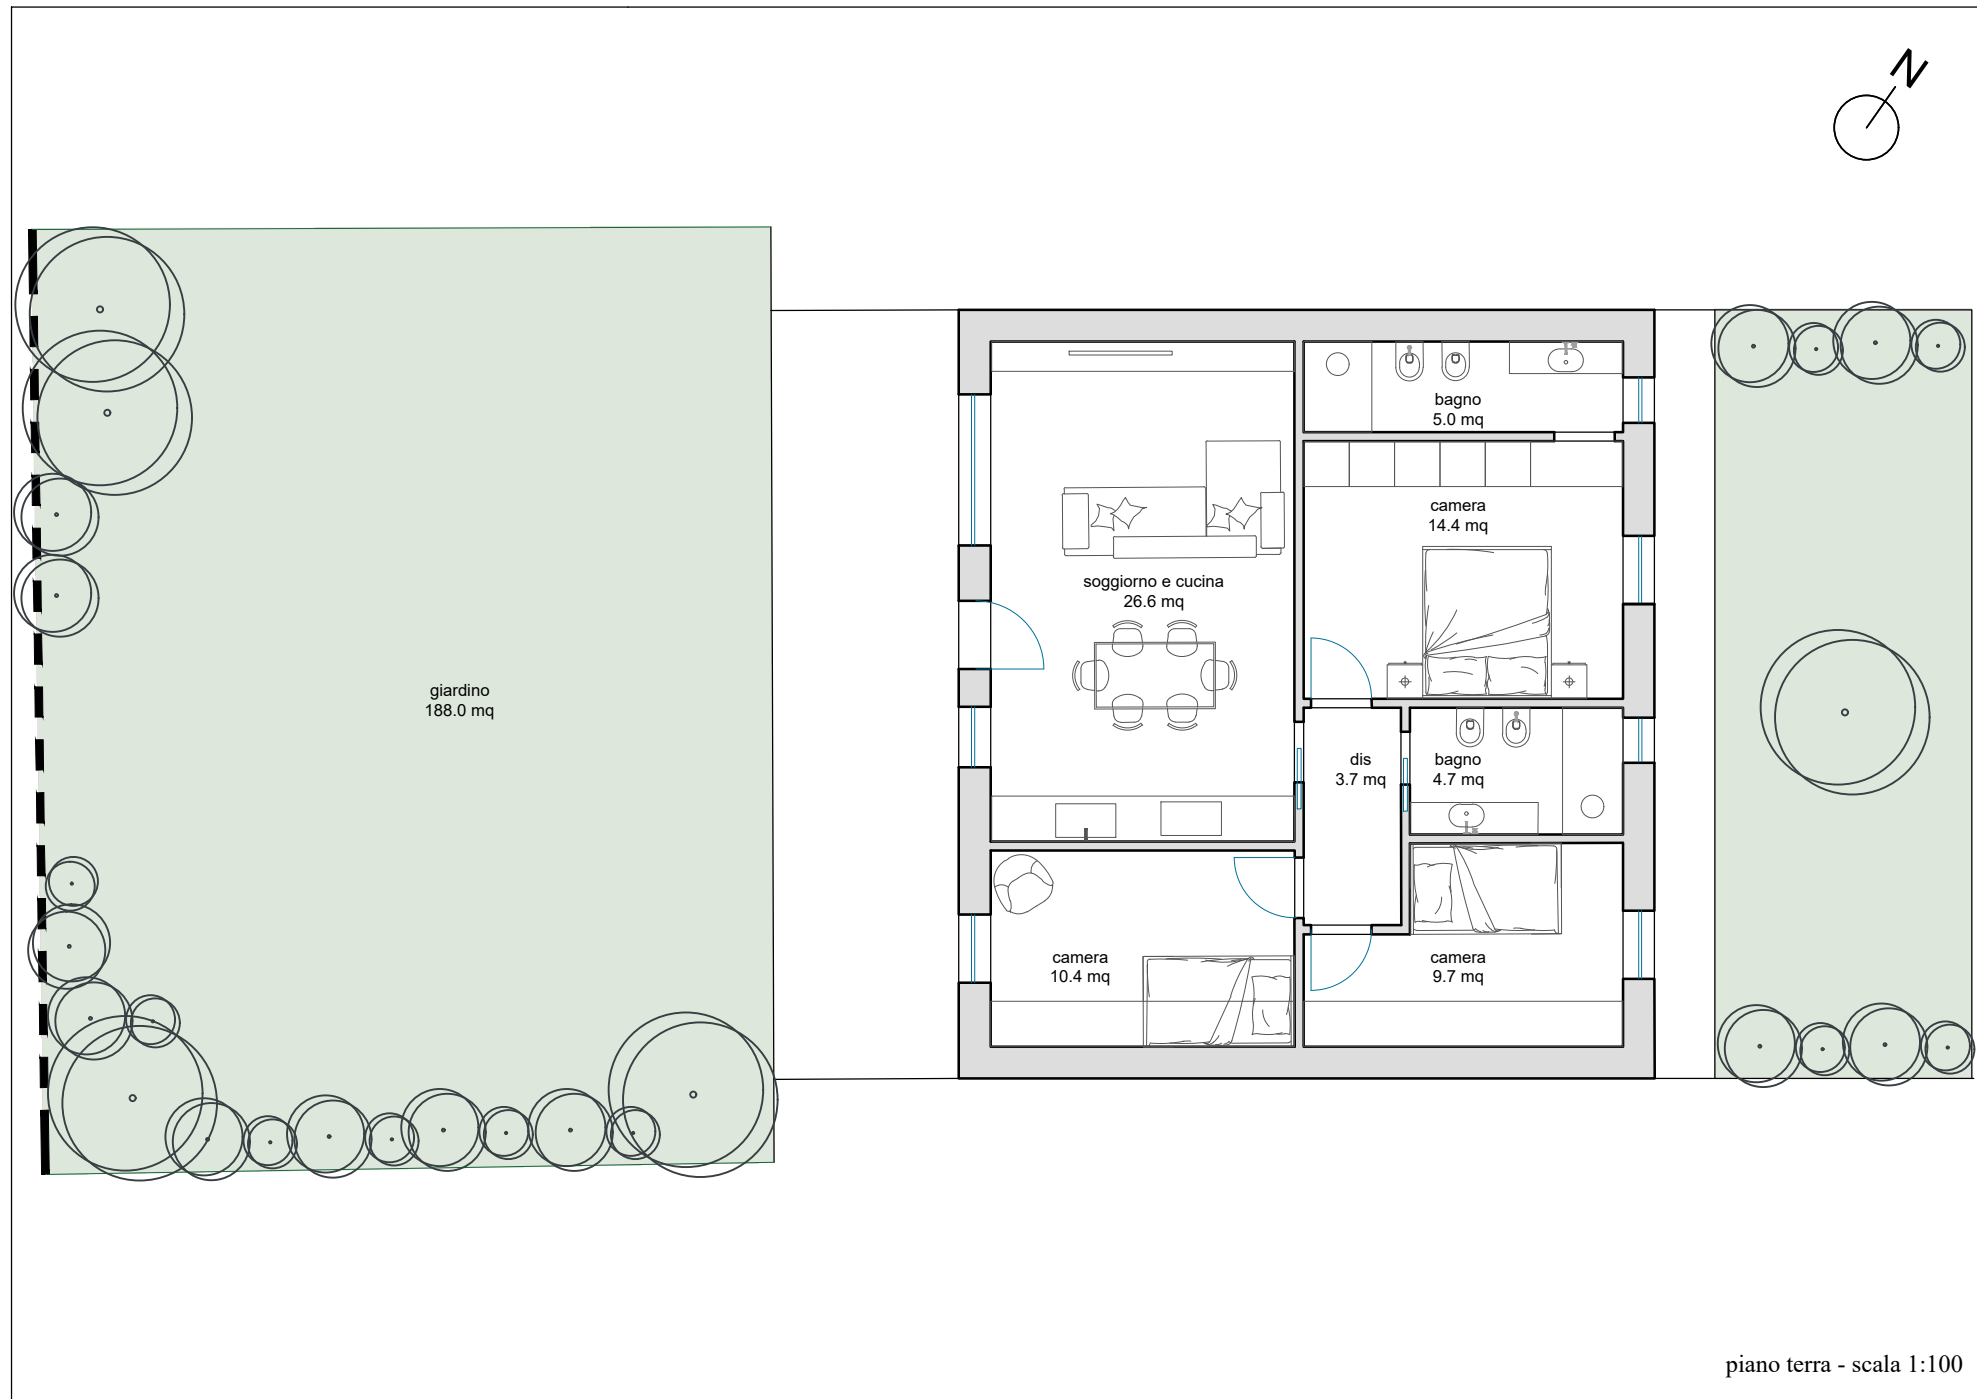 N
bagno
5.0 mq
camera
14.4 mq
soggiorno e cucina
26.6 mq
giardino
188.0 mq
dis
3.7 mq
bagno
4.7 mq
camera
10.4 mq
camera
9.7 mq
piano terra - scala 1:100